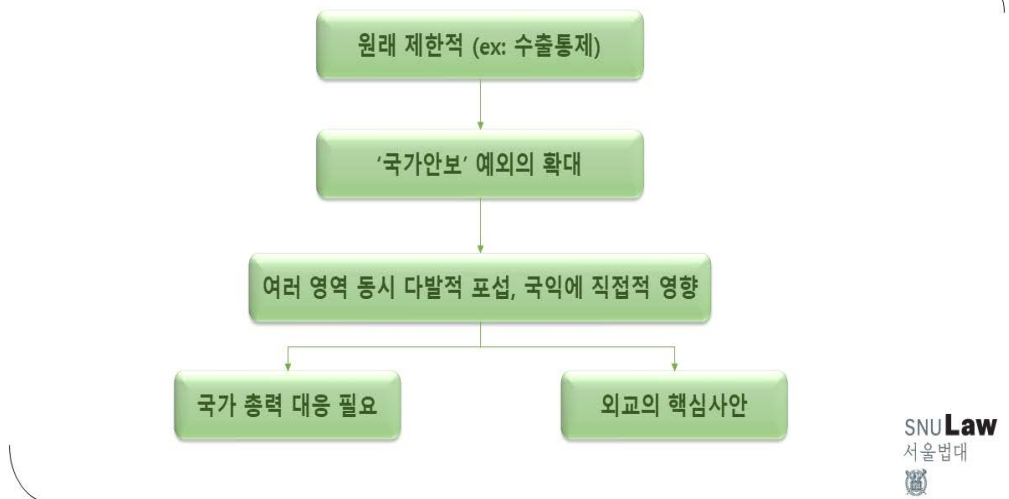 원래 제한적 (ex: 수출통제)
‘국가안보’ 예외의 확대
여러 영역 동시 다발적 포섭, 국익에 직접적 영향
국가 총력 대응 필요
외교의 핵심사안
SNU Law
서울법대